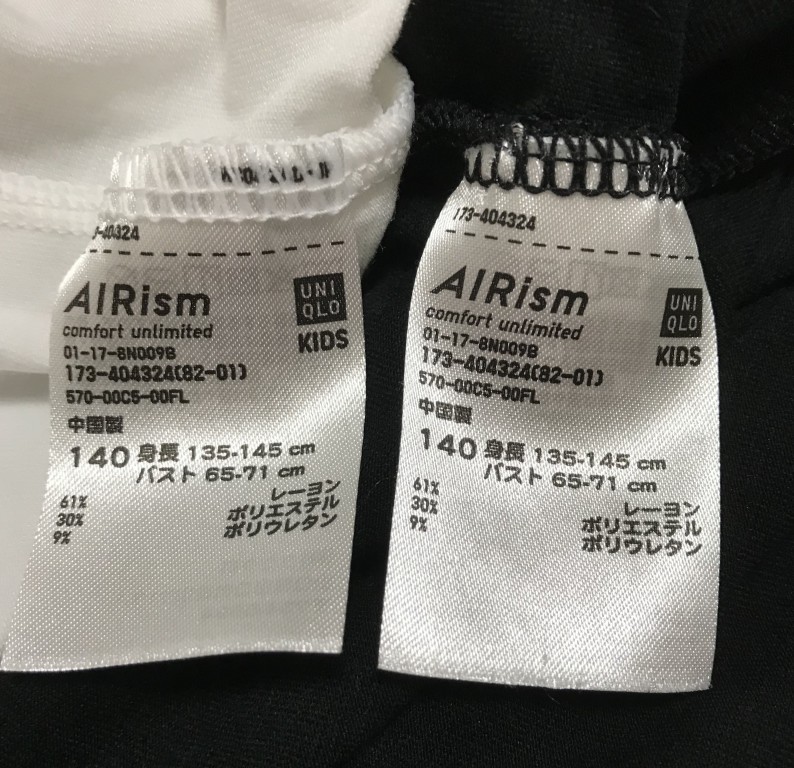 -40324
AIRism
comfort unlimited
UNI
QLO
KIDS
01-17-8N009B
173-404324(82-01)
570-00C5-00FL
中国製
140 身長 135-145 cm
バスト 65-71 cm
61% レーヨン
30% ポリエステル
9% ポリウレタン
173-404324
AIRism
comfort unlimited
UNI
QLO
KIDS
01-17-8N009B
173-404324(82-01)
570-00C5-00FL
中国製
140 身長 135-145 cm
バスト 65-71 cm
61% レーヨン
30% ポリエステル
9% ポリウレタン